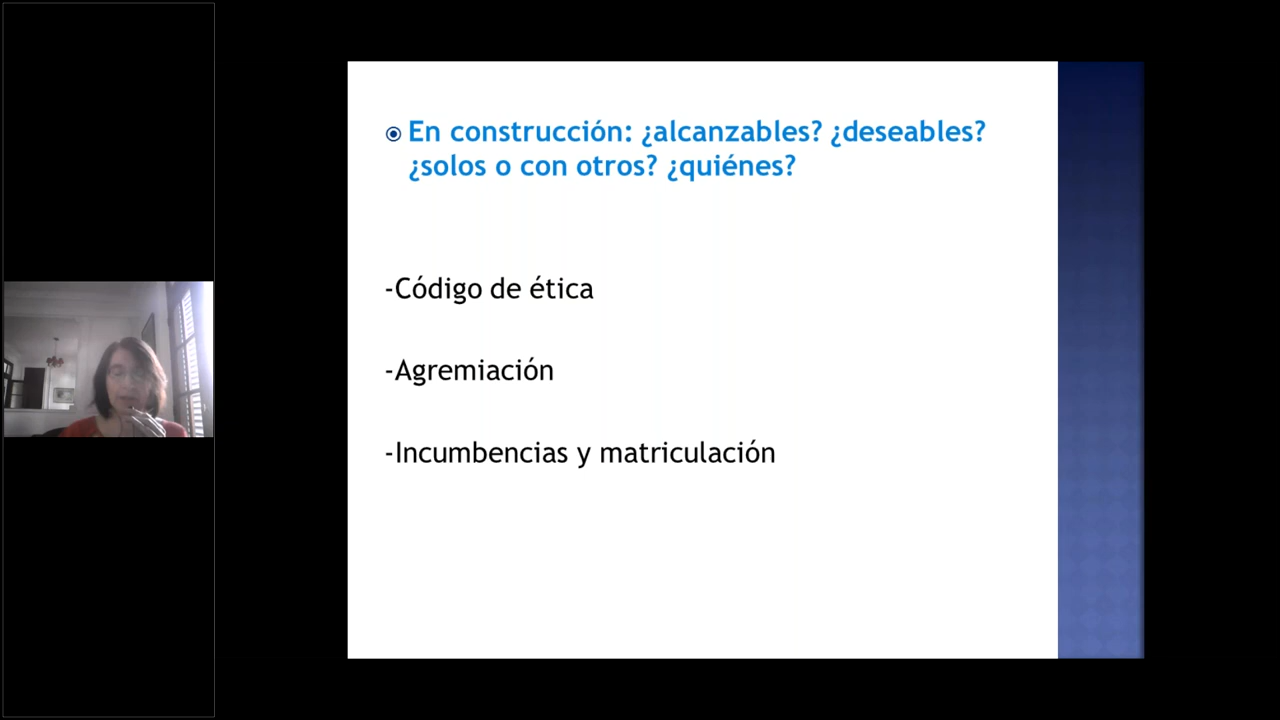 En construcción: ¿alcanzables? ¿deseables?
¿solos o con otros? ¿quiénes?
-Código de ética
-Agremiación
-Incumbencias y matriculación